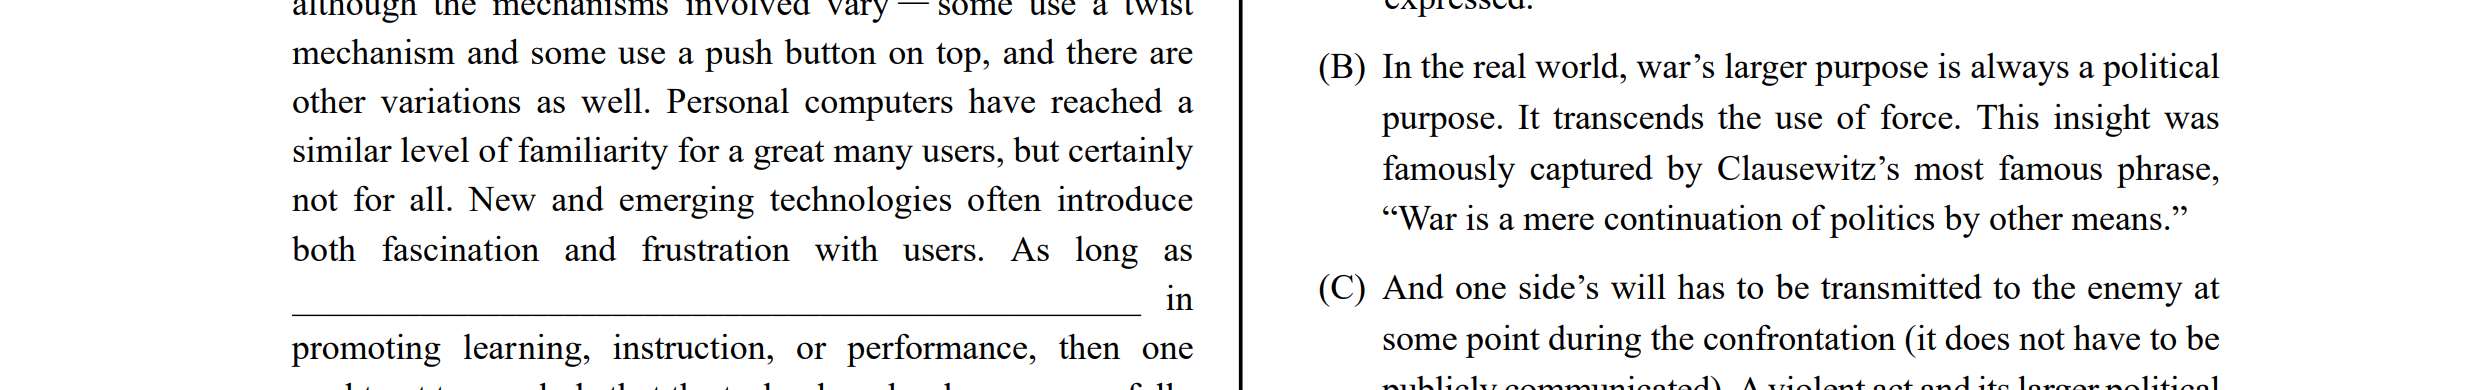 although the mechanisms involved vary — some use a twist
mechanism and some use a push button on top, and there are
other variations as well. Personal computers have reached a
similar level of familiarity for a great many users, but certainly
not for all. New and emerging technologies often introduce
both fascination and frustration with users. As long as
in
promoting learning, instruction, or performance, then one
expressed.
(B) In the real world, war’s larger purpose is always a political
purpose. It transcends the use of force. This insight was
famously captured by Clausewitz’s most famous phrase,
“War is a mere continuation of politics by other means.”
(C) And one side’s will has to be transmitted to the enemy at
some point during the confrontation (it does not have to be
publicly communicated). A violent act and its larger political